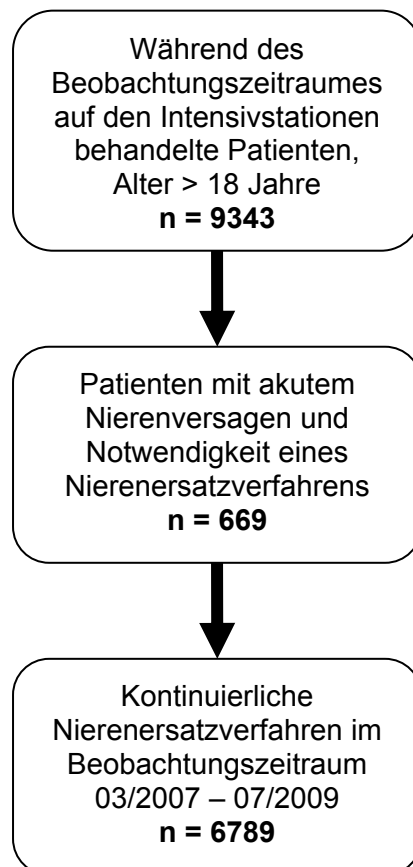 Während des
Beobachtungszeitraumes
auf den Intensivstationen
behandelte Patienten,
Alter > 18 Jahre
n = 9343
Patienten mit akutem
Nierenversagen und
Notwendigkeit eines
Nierenersatzverfahrens
n = 669
Kontinuierliche
Nierenersatzverfahren im
Beobachtungszeitraum
03/2007 – 07/2009
n = 6789